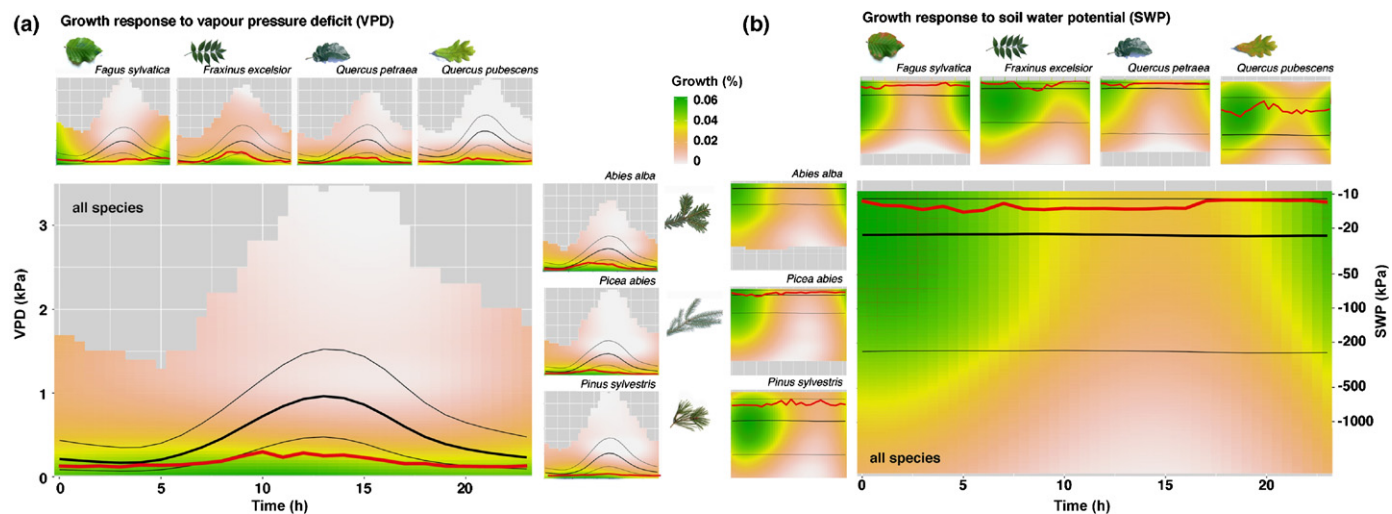 (a)
Growth response to vapour pressure deficit (VPD)
Fagus sylvatica
Fraxinus excelsior
Quercus petraea
Quercus pubescens
Growth (%)
0.06
0.04
0.02
0
all species
VPD (kPa)
3
2
1
0
0
5
10
15
20
Time (h)
Abies alba
Picea abies
Pinus sylvestris
(b)
Growth response to soil water potential (SWP)
Fagus sylvatica
Fraxinus excelsior
Quercus petraea
Quercus pubescens
Abies alba
Picea abies
Pinus sylvestris
all species
-10
-20
-50
-100
-200
-500
-1000
SWP (kPa)
0
5
10
15
20
Time (h)